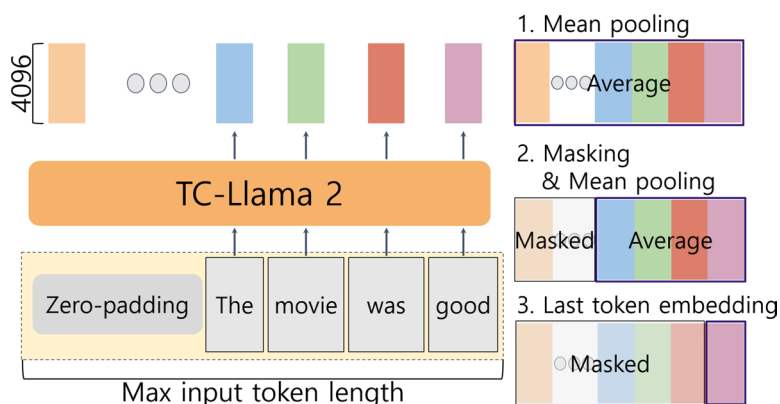 4096
TC-Llama 2
Zero-padding
The
movie
was
good
Max input token length
1. Mean pooling
Average
2. Masking
& Mean pooling
Masked
Average
3. Last token embedding
Masked